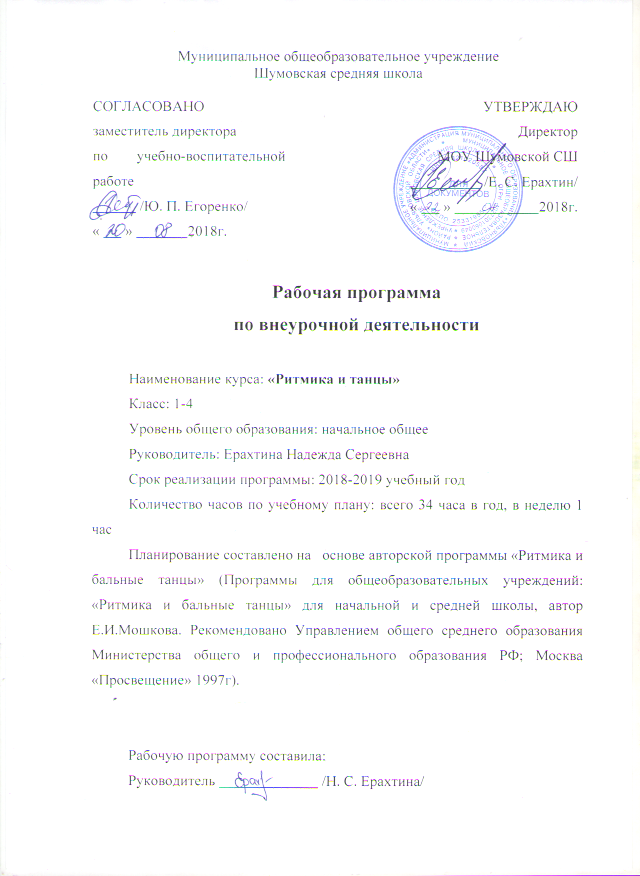 Муниципальное общеобразовательное учреждение
Шумовская средняя школа
СОГЛАСОВАНО УТВЕРЖДАЮ
заместитель директора Директор
по учебно-воспитательной МОУ Шумовской СШ
работе /Е. С. Ерахтин/
/Ю. П. Егоренко/ « 22 » 08 2018г.
« 20 » 08 2018г.
ДОКУМЕНТОВ
Рабочая программа
по внеурочной деятельности
Наименование курса: «Ритмика и танцы»
Класс: 1-4
Уровень общего образования: начальное общее
Руководитель: Ерахтина Надежда Сергеевна
Срок реализации программы: 2018-2019 учебный год
Количество часов по учебному плану: всего 34 часа в год, в неделю 1
час
Планирование составлено на основе авторской программы «Ритмика и
бальные танцы» (Программы для общеобразовательных учреждений:
«Ритмика и бальные танцы» для начальной и средней школы, автор
Е.И.Мошкова. Рекомендовано Управлением общего среднего образования
Министерства общего и профессионального образования РФ; Москва
«Просвещение» 1997г).
Рабочую программу составила:
Руководитель ______________ /Н. С. Ерахтина/